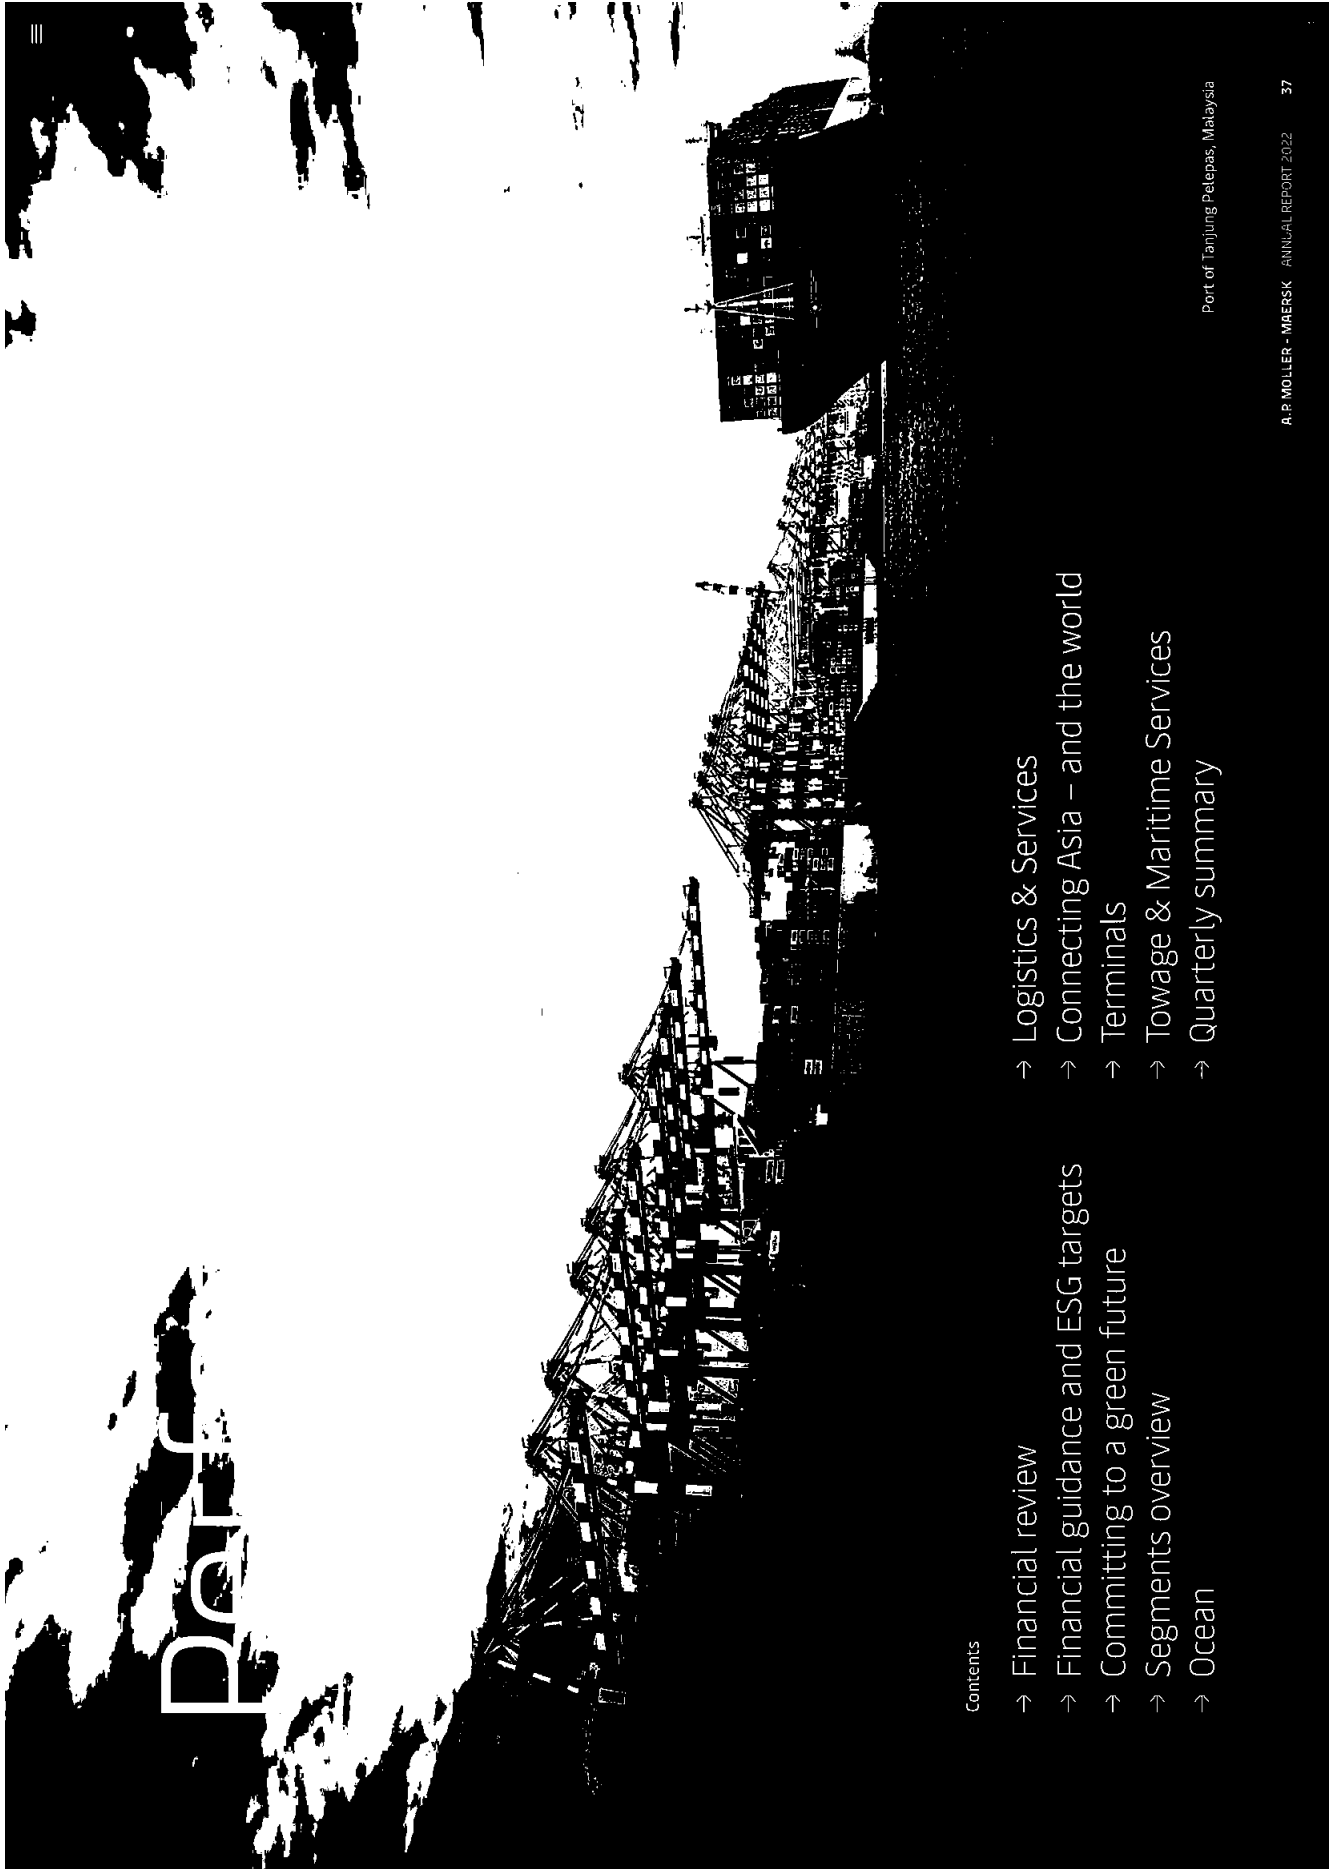 Perf
Contents
→ Financial review
→ Financial guidance and ESG targets
→ Committing to a green future
→ Segments overview
→ Ocean
→ Logistics & Services
→ Connecting Asia – and the world
→ Terminals
→ Towage & Maritime Services
→ Quarterly summary
Port of Tanjung Pelepas, Malaysia
A.P. MOLLER - MAERSK ANNUAL REPORT 2022 37